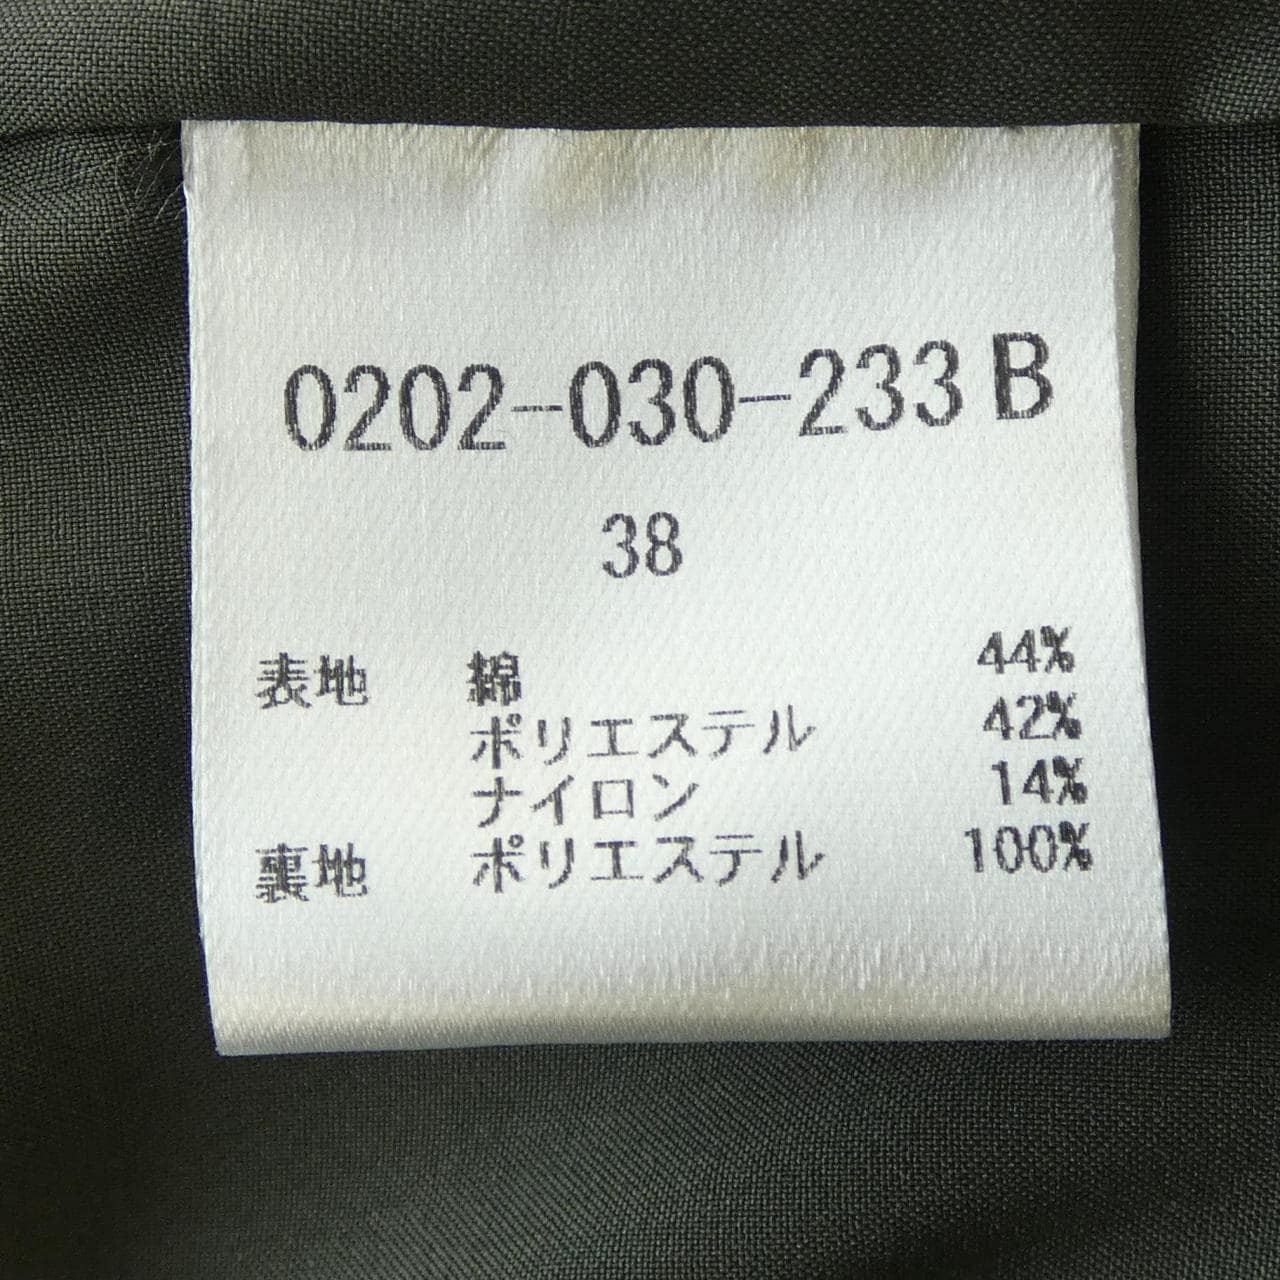 0202-030-233 B
38
表地 綿 44%
ポリエステル 42%
ナイロン 14%
裏地 ポリエステル 100%